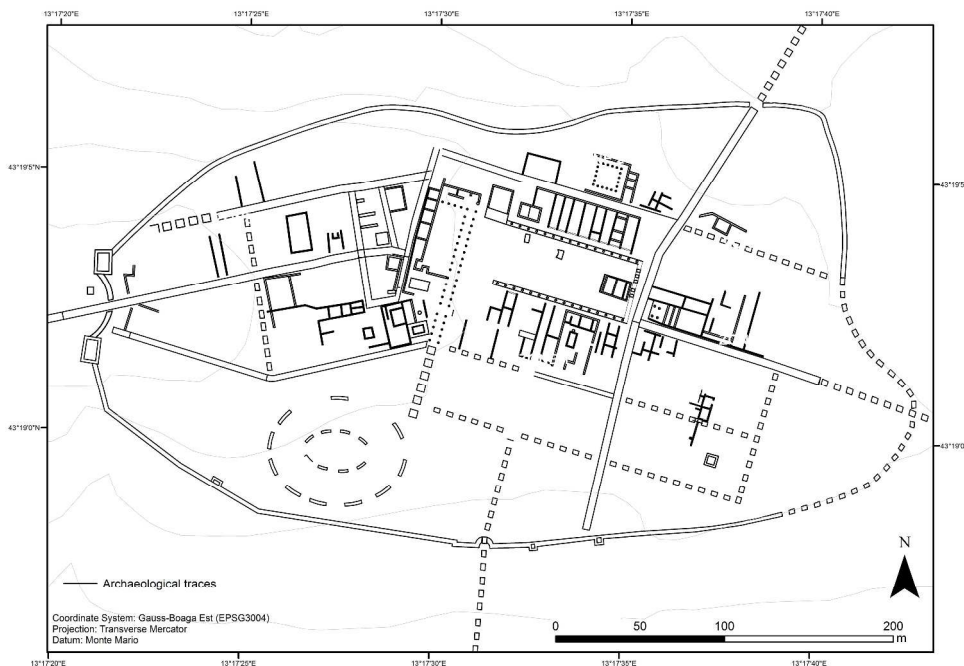 13°17'20"E 13°17'25"E 13°17'30"E 13°17'35"E 13°17'40"E
43°19'5"N 43°19'5"N
43°19'0"N 43°19'0"N
N
Archaeological traces
Coordinate System: Gauss-Boaga Est (EPSG3004)
Projection: Transverse Mercator
Datum: Monte Mario
0 50 100 200
m
13°17'20"E 13°17'25"E 13°17'30"E 13°17'35"E 13°17'40"E